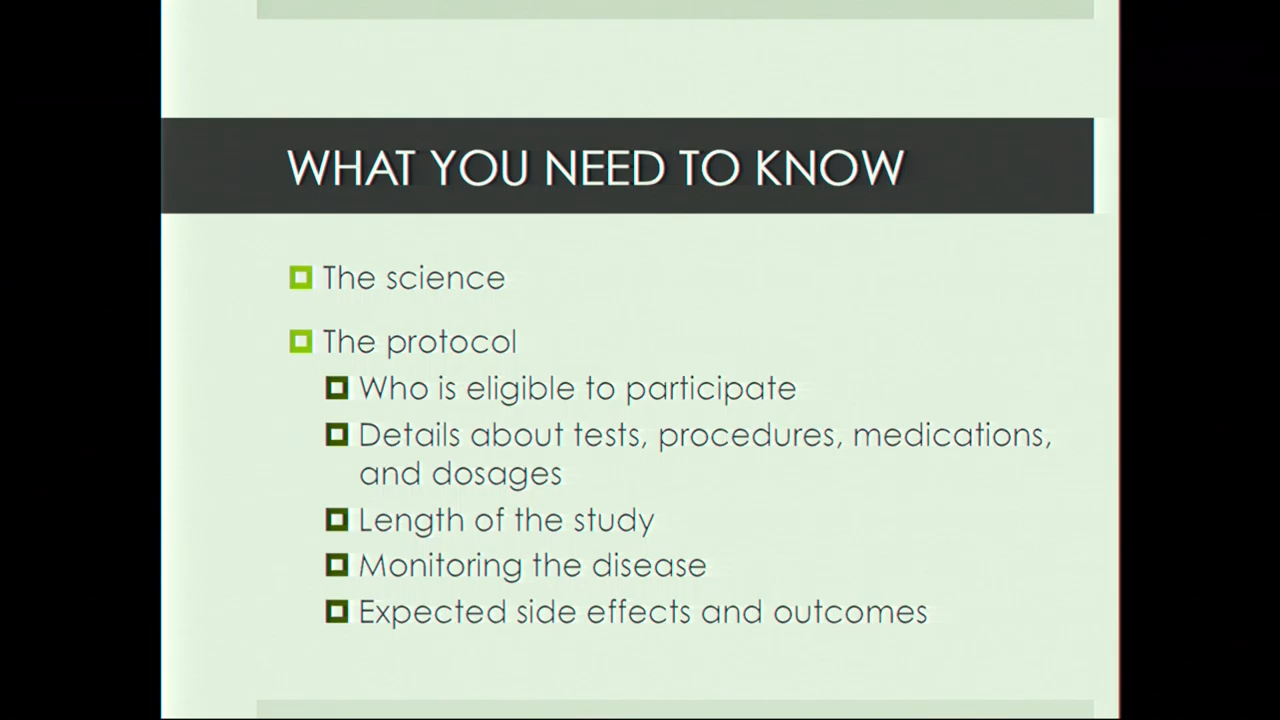 WHAT YOU NEED TO KNOW
The science
The protocol
Who is eligible to participate
Details about tests, procedures, medications,
and dosages
Length of the study
Monitoring the disease
Expected side effects and outcomes